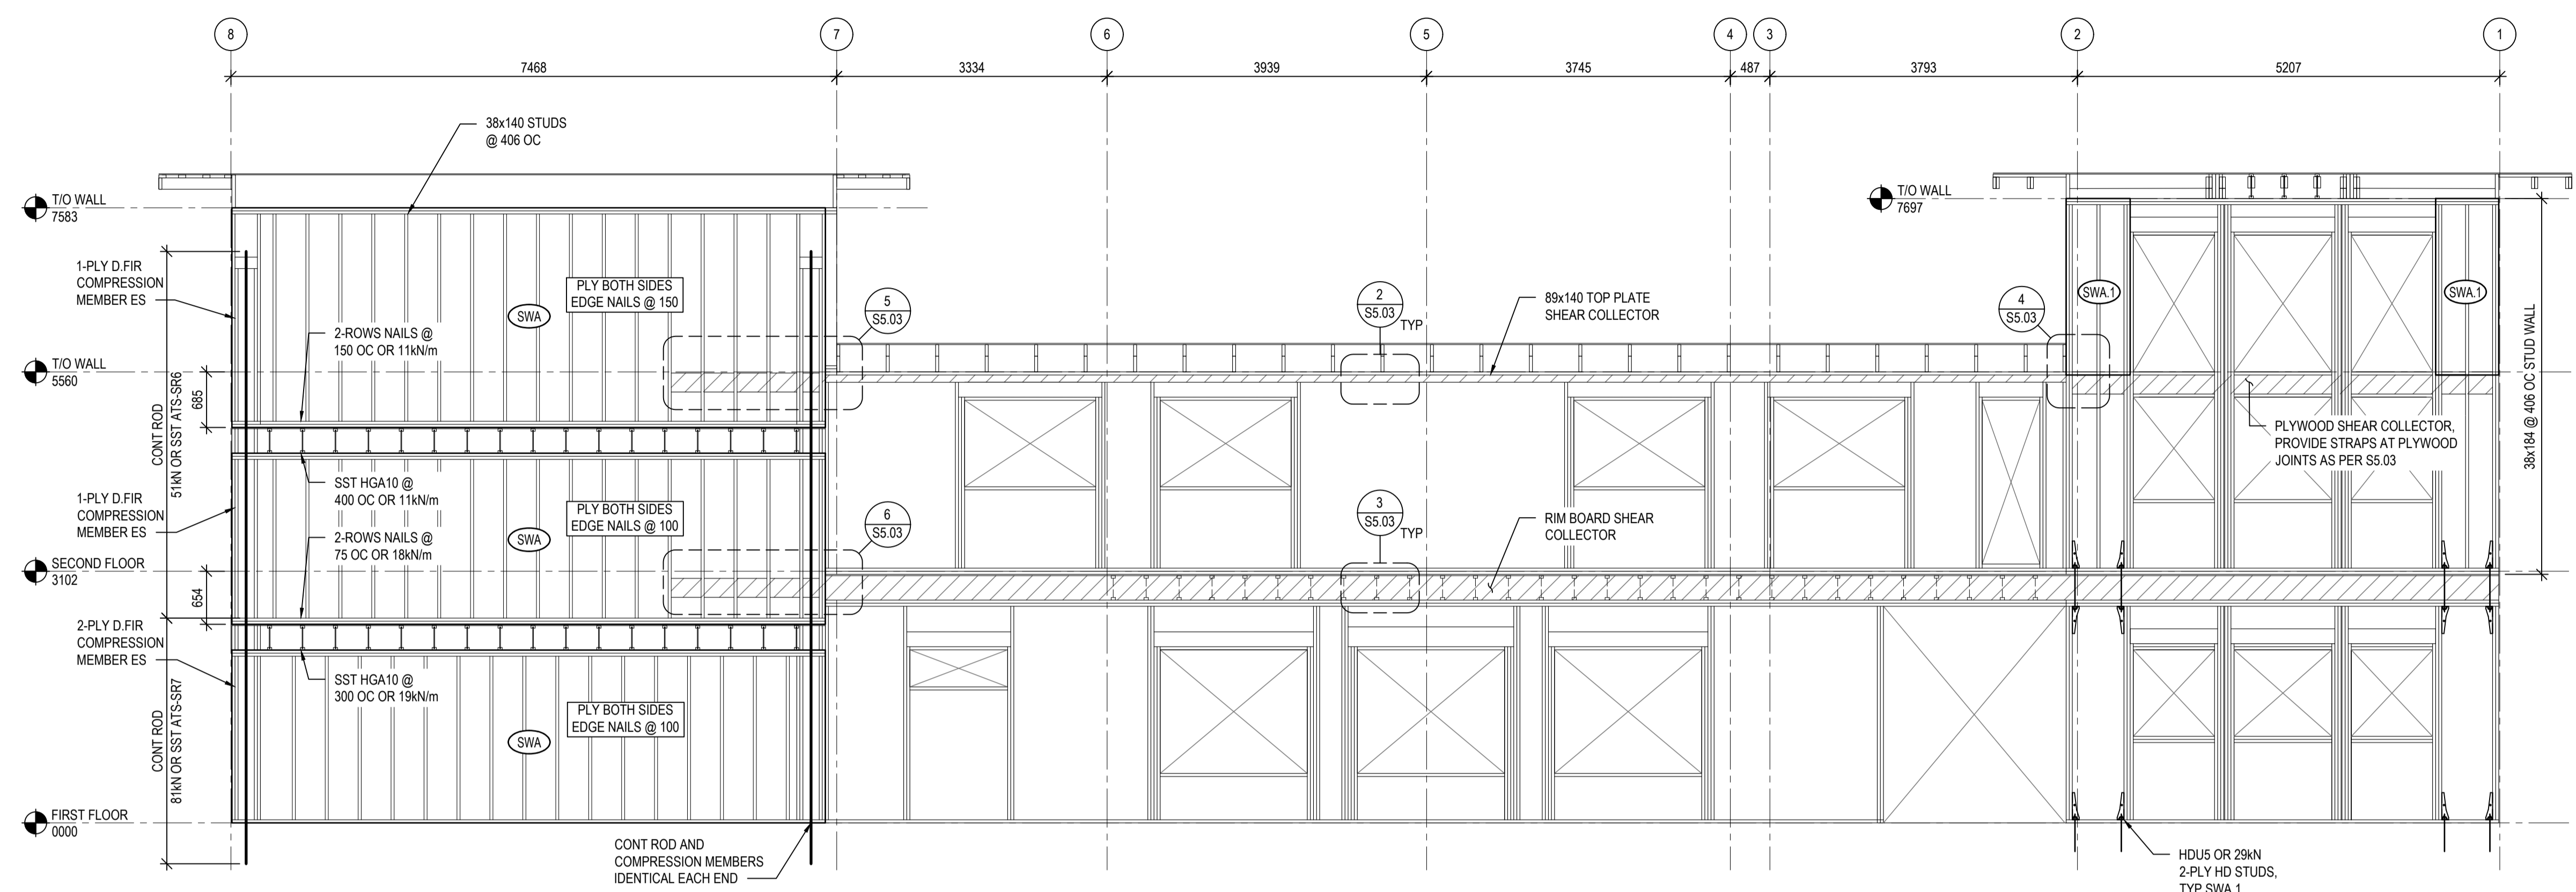 8
7
6
5
4
3
2
1
7468
3334
3939
3745
487
3793
5207
38x140 STUDS
@ 406 OC
T/O WALL
7583
T/O WALL
7697
1-PLY D.FIR
COMPRESSION
MEMBER ES
PLY BOTH SIDES
EDGE NAILS @ 150
SWA
2-ROWS NAILS @
150 OC OR 11kN/m
5
S5.03
2
S5.03
TYP
89x140 TOP PLATE
SHEAR COLLECTOR
4
S5.03
SWA.1
SWA.1
T/O WALL
5560
685
CONT ROD
51kN OR SST ATS-SR6
38x184 @ 406 OC STUD WALL
PLYWOOD SHEAR COLLECTOR,
PROVIDE STRAPS AT PLYWOOD
JOINTS AS PER S5.03
SST HGA10 @
400 OC OR 11kN/m
1-PLY D.FIR
COMPRESSION
MEMBER ES
PLY BOTH SIDES
EDGE NAILS @ 100
SWA
2-ROWS NAILS @
75 OC OR 18kN/m
6
S5.03
3
S5.03
TYP
RIM BOARD SHEAR
COLLECTOR
SECOND FLOOR
3102
654
2-PLY D.FIR
COMPRESSION
MEMBER ES
SST HGA10 @
300 OC OR 19kN/m
PLY BOTH SIDES
EDGE NAILS @ 100
SWA
CONT ROD
81kN OR SST ATS-SR7
FIRST FLOOR
0000
CONT ROD AND
COMPRESSION MEMBERS
IDENTICAL EACH END
HDU5 OR 29kN
2-PLY HD STUDS,
TYP SWA.1